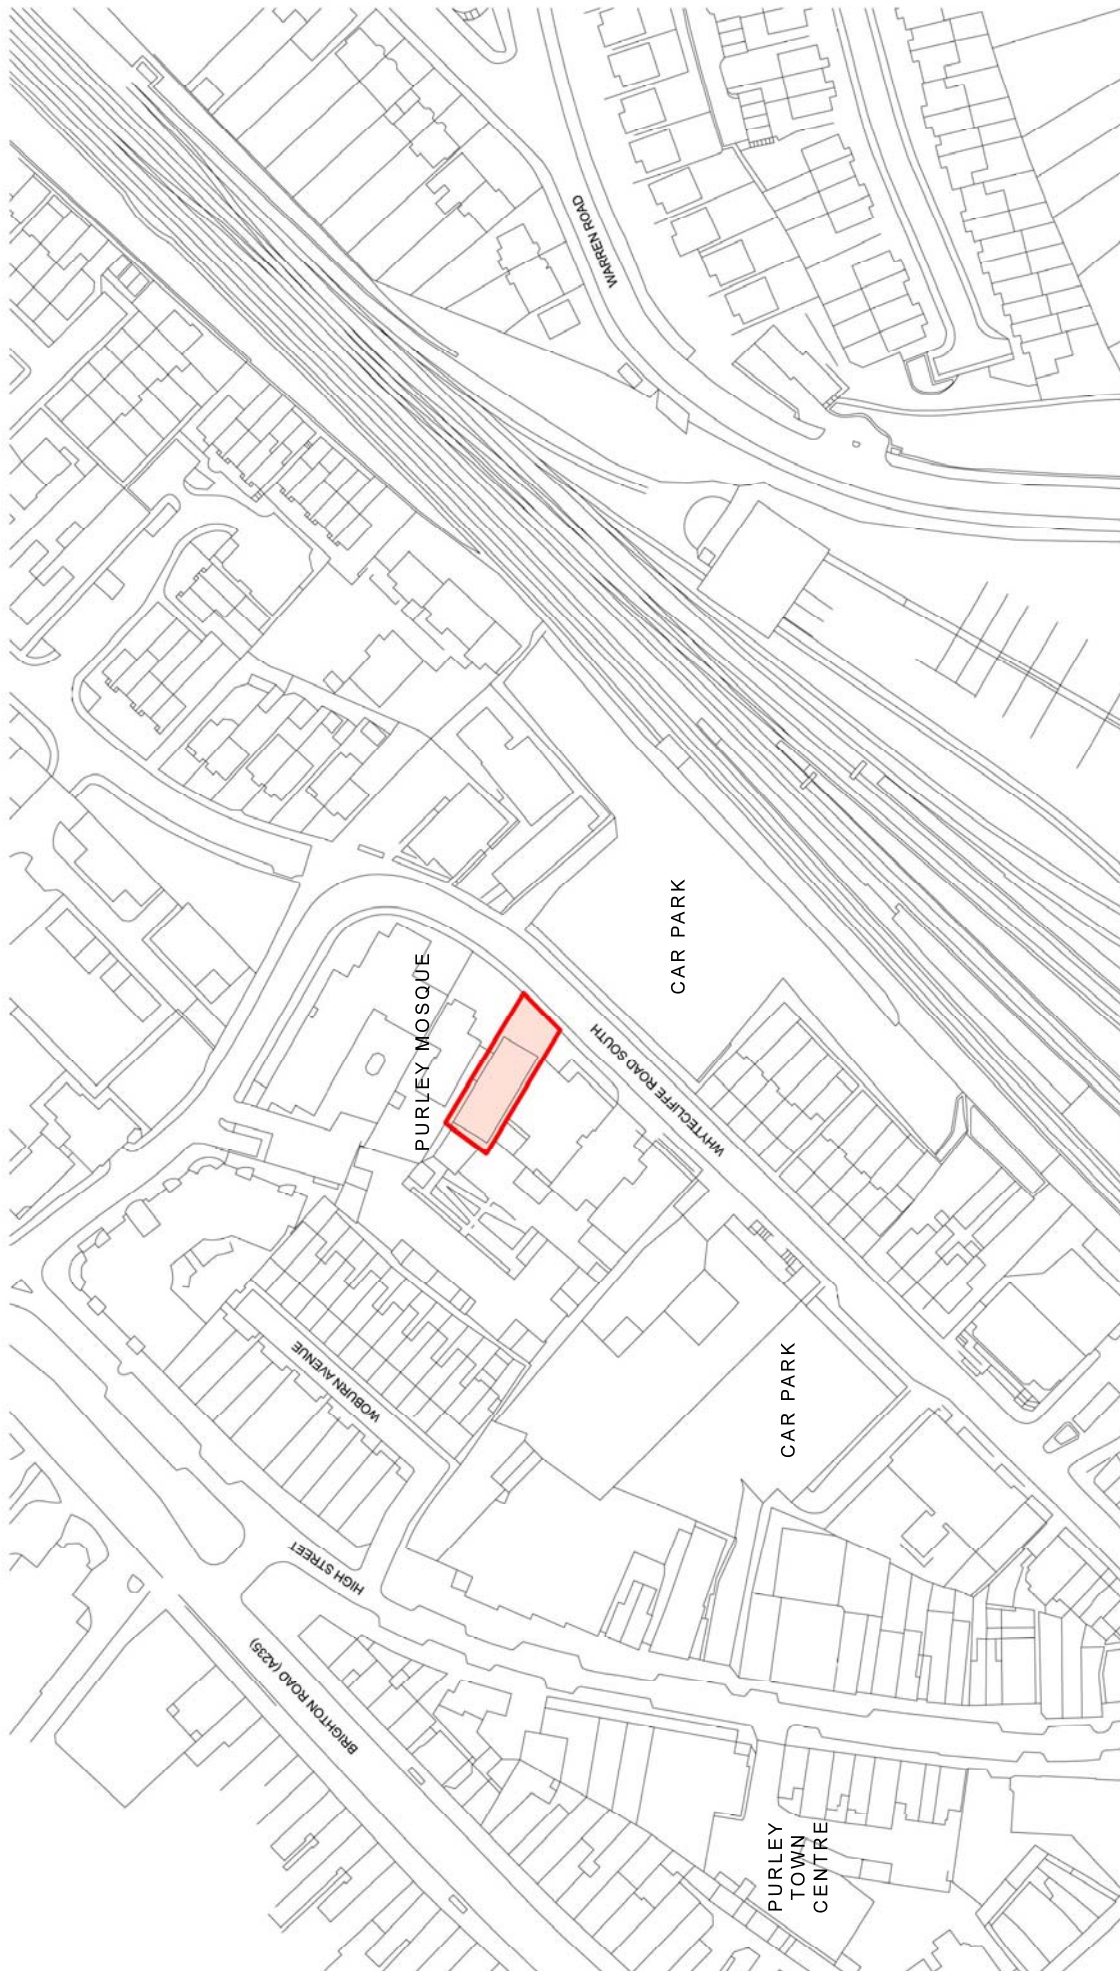 WARREN ROAD
CAR PARK
PURLEY MOSQUE
WHYTECLIFFE ROAD SOUTH
WOBURN AVENUE
CAR PARK
HIGH STREET
BRIGHTON ROAD (A235)
PURLEY
TOWN
CENTRE